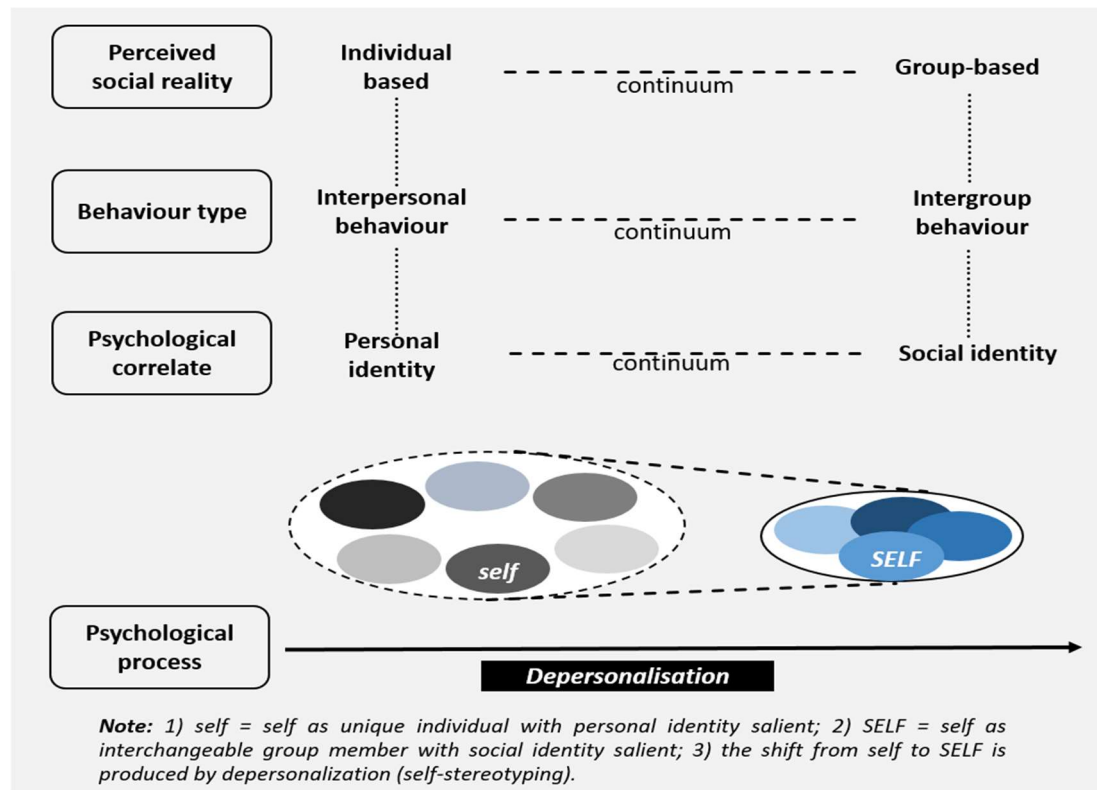 Perceived
social reality
Individual
based
continuum
Group-based
Behaviour type
Interpersonal
behaviour
continuum
Intergroup
behaviour
Psychological
correlate
Personal
identity
continuum
Social identity
self
SELF
Psychological
process
Depersonalisation
Note: 1) self = self as unique individual with personal identity salient; 2) SELF = self as
interchangeable group member with social identity salient; 3) the shift from self to SELF is
produced by depersonalization (self-stereotyping).